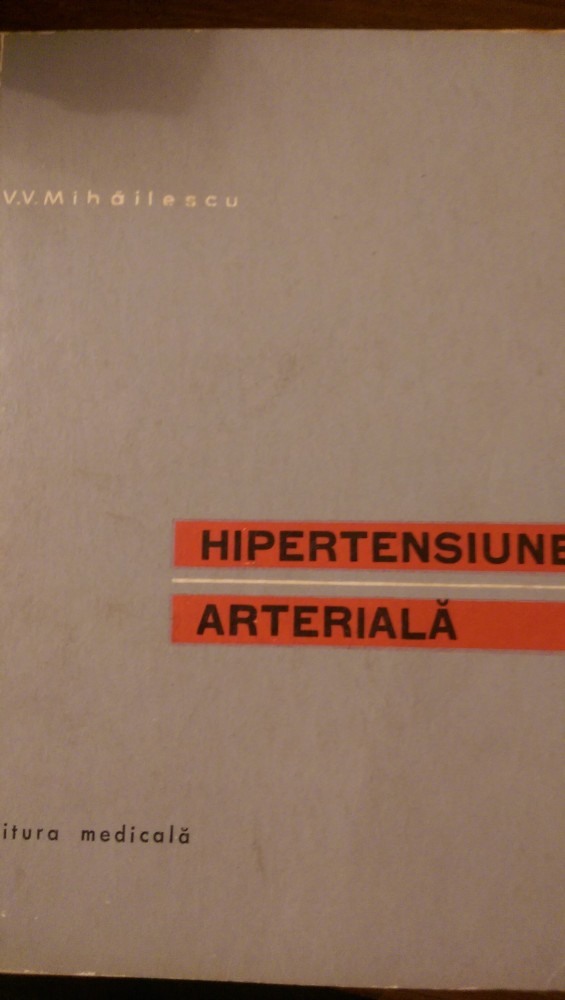 V.V.Mihăilescu
HIPERTENSIUNE
ARTERIALĂ
itura medicală